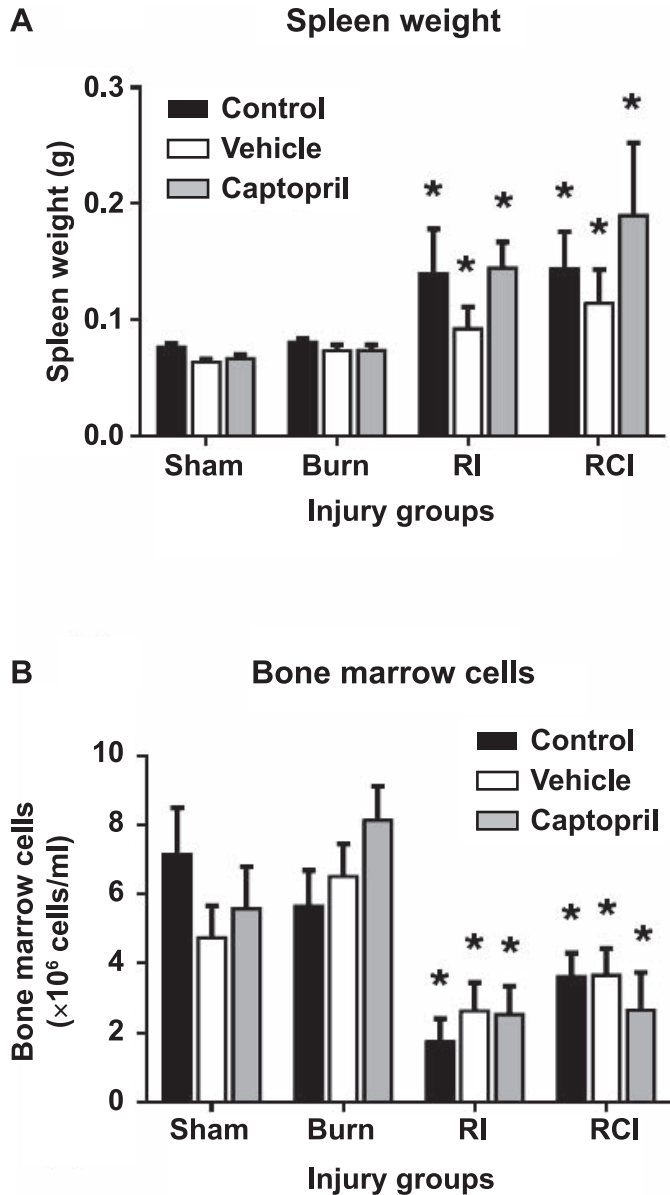 A
Spleen weight
Spleen weight (g)
0.3
0.2
0.1
0.0
Control
Vehicle
Captopril
*
*
*
*
*
*
Sham Burn RI RCI
Injury groups
B
Bone marrow cells
Bone marrow cells
(×10⁶ cells/ml)
10
8
6
4
2
0
Control
Vehicle
Captopril
*
*
*
*
*
*
Sham Burn RI RCI
Injury groups